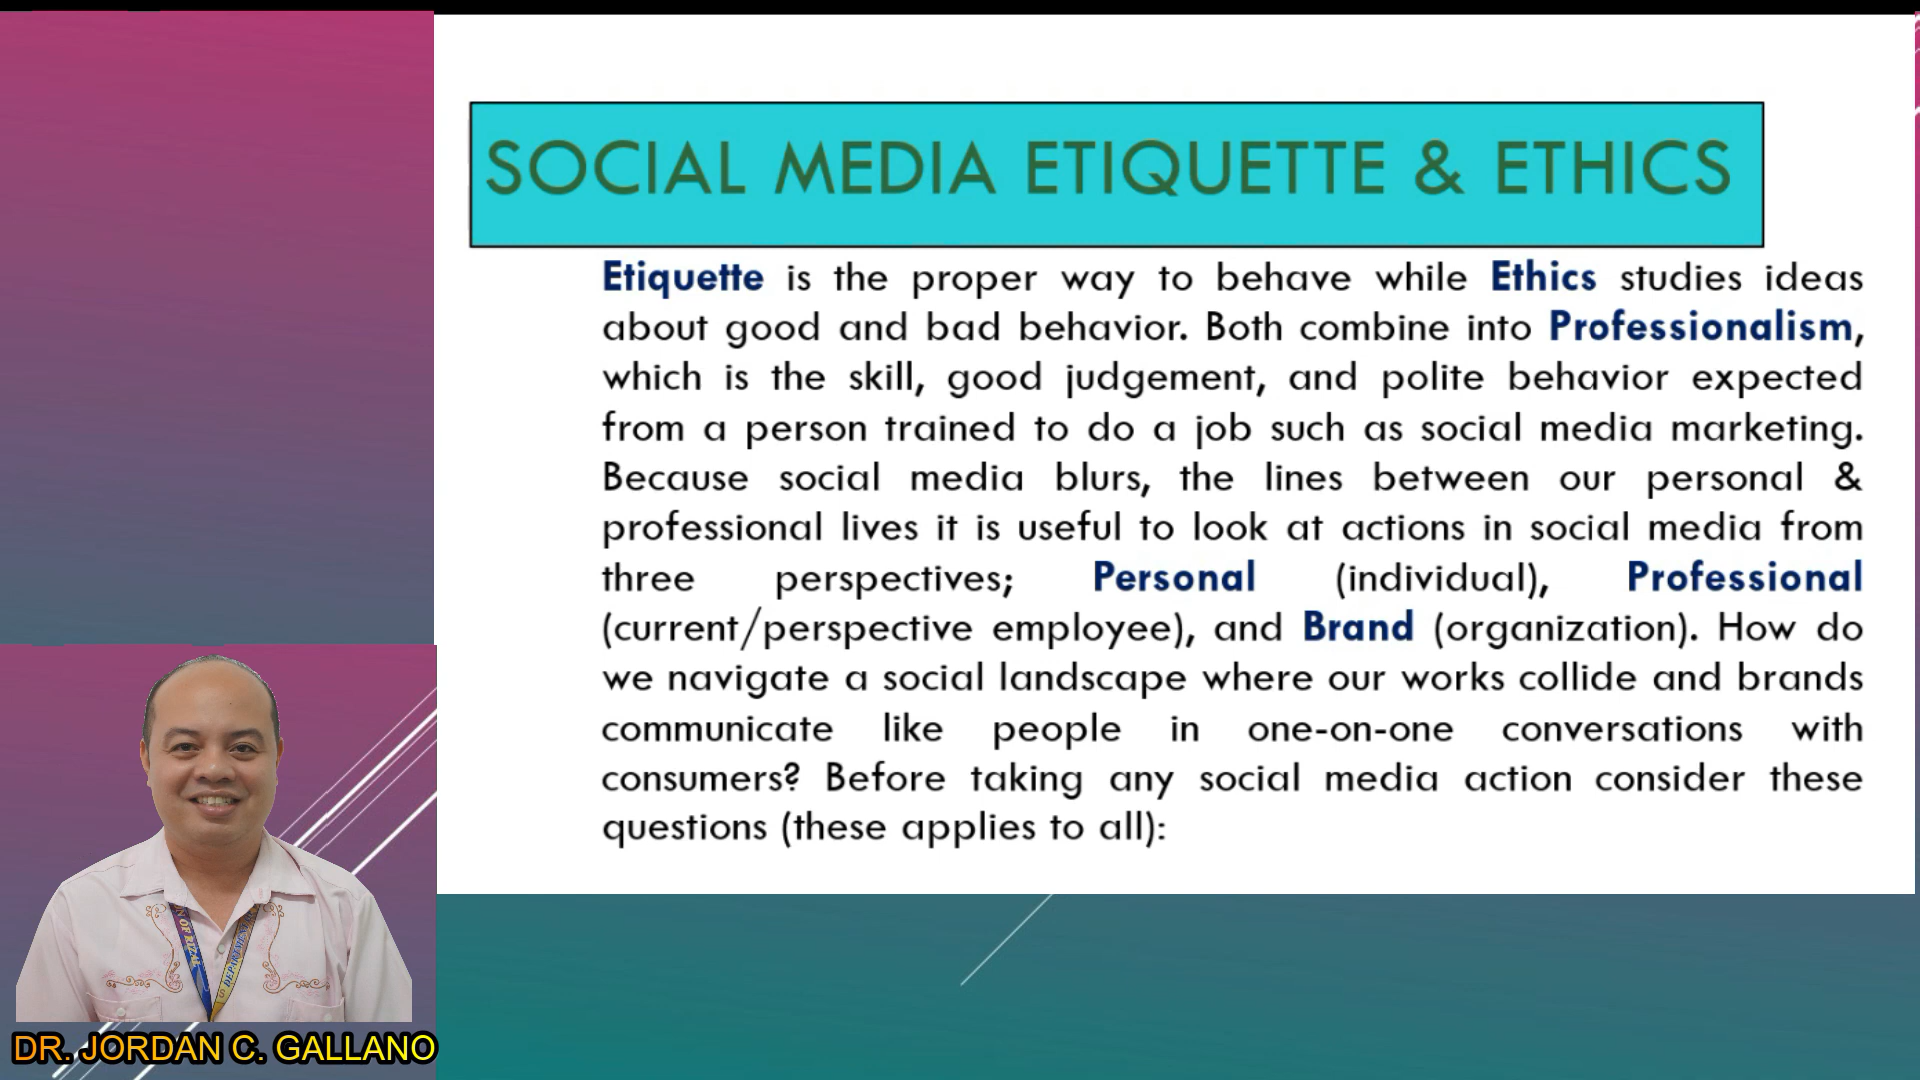 SOCIAL MEDIA ETIQUETTE & ETHICS
Etiquette is the proper way to behave while Ethics studies ideas
about good and bad behavior. Both combine into Professionalism,
which is the skill, good judgement, and polite behavior expected
from a person trained to do a job such as social media marketing.
Because social media blurs, the lines between our personal &
professional lives it is useful to look at actions in social media from
three perspectives; Personal (individual), Professional
(current/perspective employee), and Brand (organization). How do
we navigate a social landscape where our works collide and brands
communicate like people in one-on-one conversations with
consumers? Before taking any social media action consider these
questions (these applies to all):
DR. JORDAN C. GALLANO